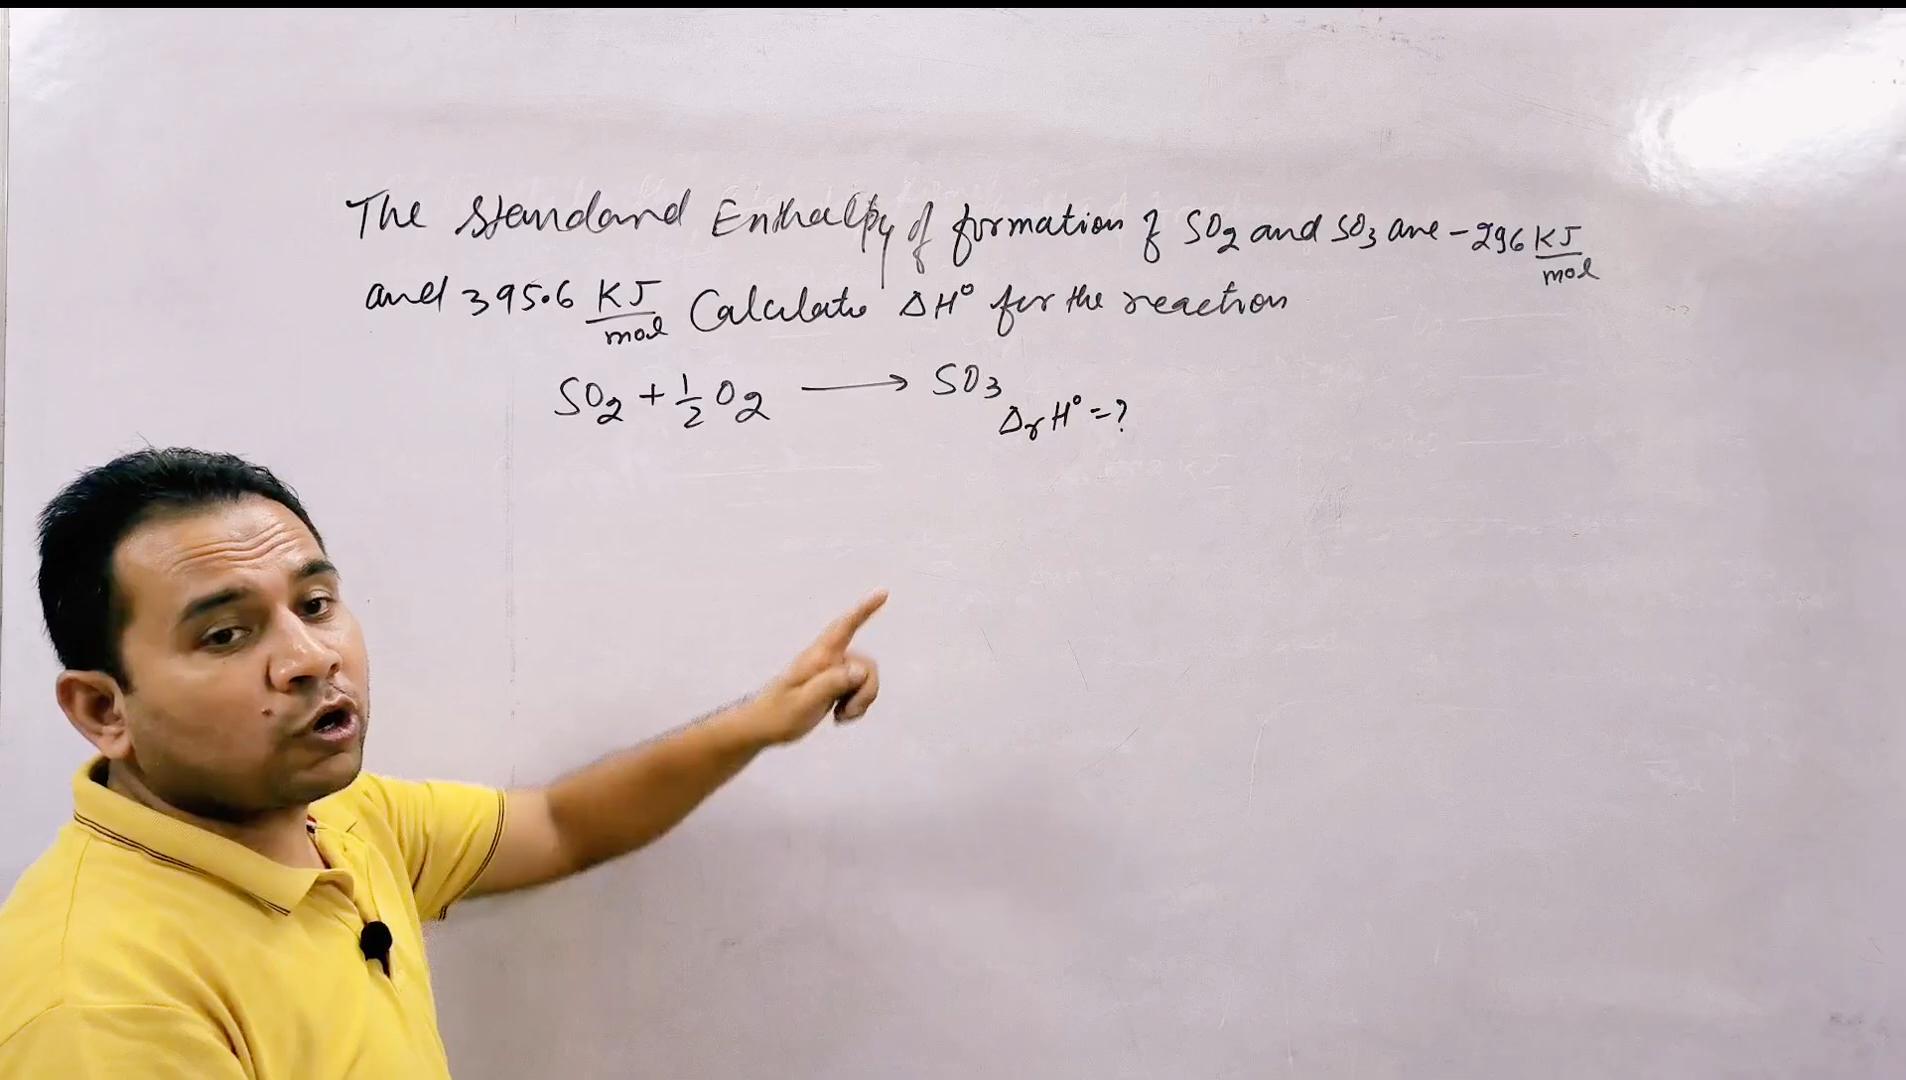 The Standard Enthalpy of formation of SO₂ and SO₃ are -296 KJ/mol
and 395.6 KJ/mol Calculate ΔH° for the reaction
SO₂ + 1/2 O₂ ⟶ SO₃
ΔrH° = ?